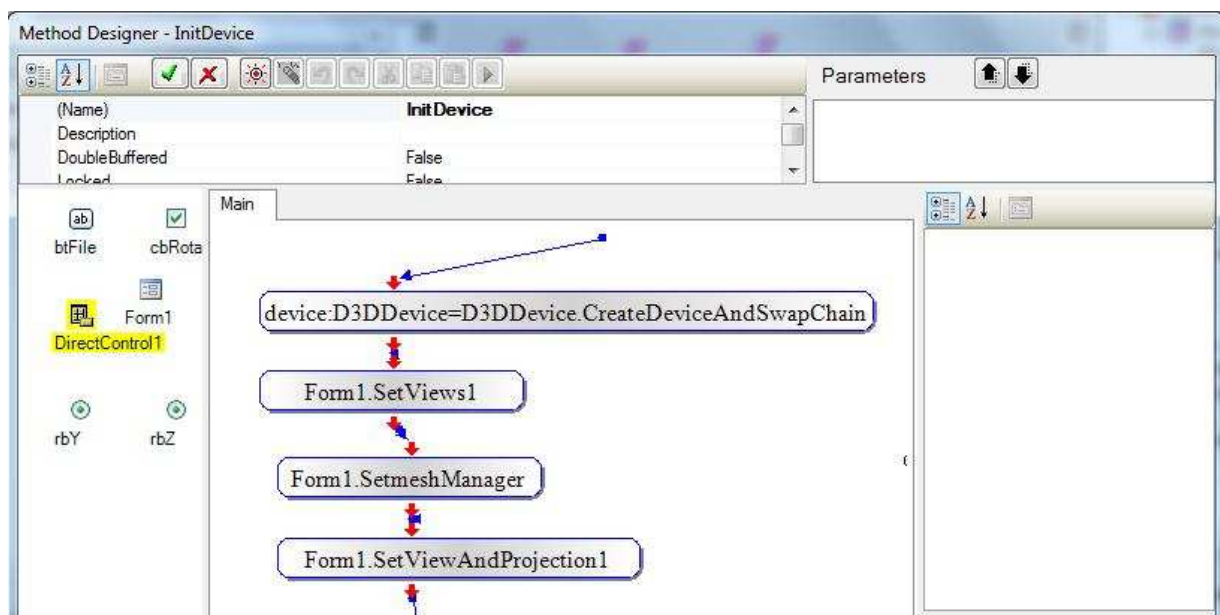 Method Designer - InitDevice
Parameters
(Name) InitDevice
Description
DoubleBuffered False
Locked False
Main
btFile cbRota
Form1
DirectControl1
rbY rbZ
device:D3DDevice=D3DDevice.CreateDeviceAndSwapChain
Form1.SetViews1
Form1.SetmeshManager
Form1.SetViewAndProjection1